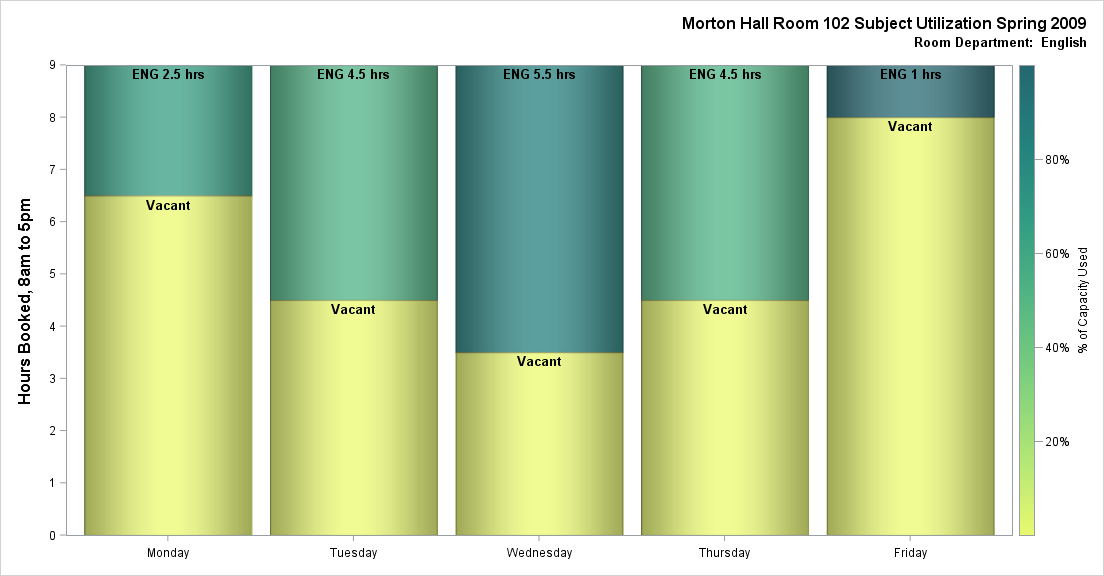 Morton Hall Room 102 Subject Utilization Spring 2009
Room Department:  English
Hours Booked, 8am to 5pm
9
8
7
6
5
4
3
2
1
0
ENG 2.5 hrs
Vacant
ENG 4.5 hrs
Vacant
ENG 5.5 hrs
Vacant
ENG 4.5 hrs
Vacant
ENG 1 hrs
Vacant
Monday
Tuesday
Wednesday
Thursday
Friday
80%
60%
40%
20%
% of Capacity Used